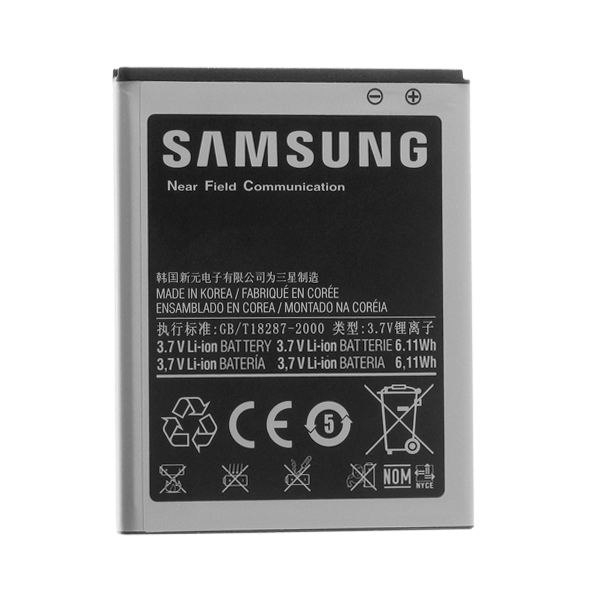 SAMSUNG
Near Field Communication
韩国新元电子有限公司为三星制造
MADE IN KOREA / FABRIQUÉ EN CORÉE
ENSAMBLADO EN COREA / MONTADO NA CORÉIA
执行标准:GB/T18287-2000 类型:3.7V锂离子
3.7 V Li-ion BATTERY 3.7 V Li-ion BATTERIE 6.11Wh
3,7 V Li-ion BATERÍA 3,7 V Li-ion BATERIA 6,11Wh
CE 5
NOM NYCE